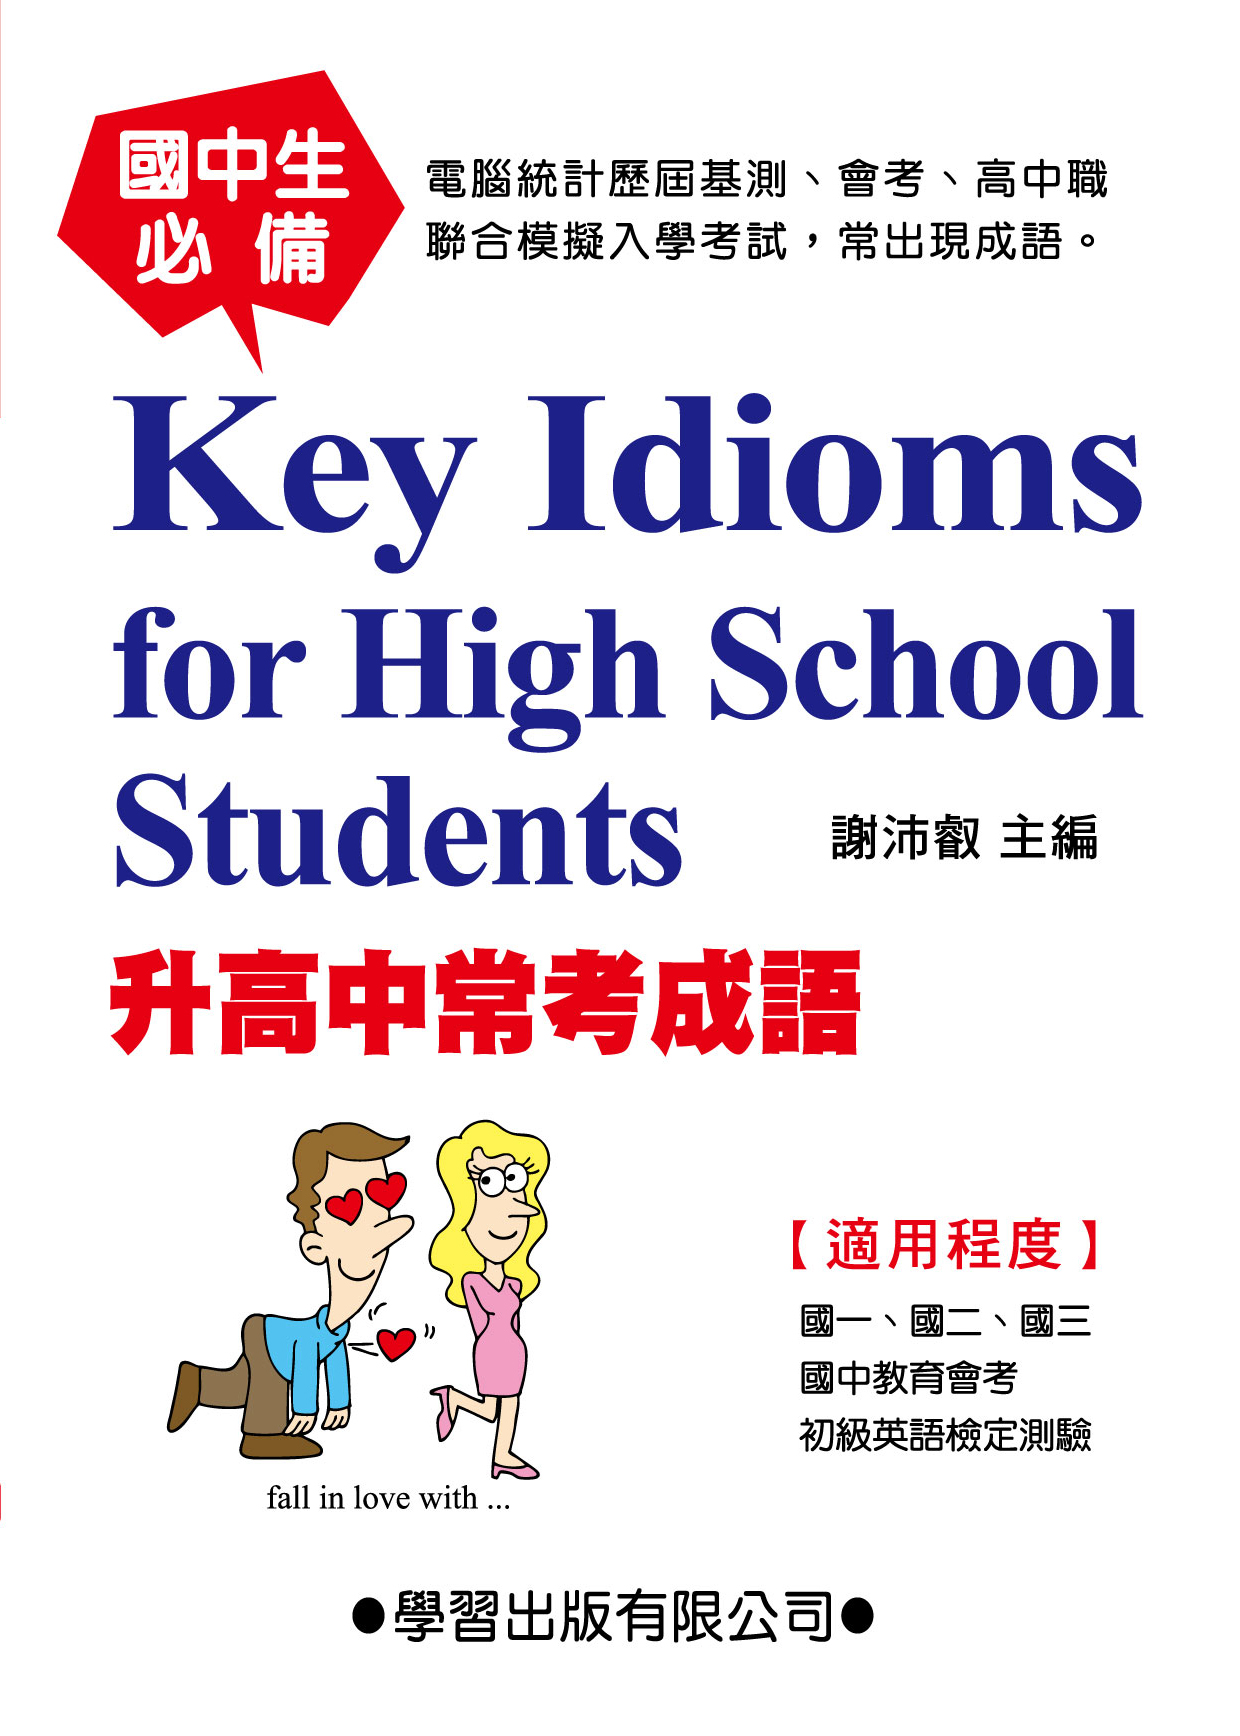 國中生
必備
電腦統計歷屆基測、會考、高中職
聯合模擬入學考試，常出現成語。
Key Idioms
for High School
Students
謝沛叡 主編
升高中常考成語
【適用程度】
國一、國二、國三
國中教育會考
初級英語檢定測驗
fall in love with ...
●學習出版有限公司●